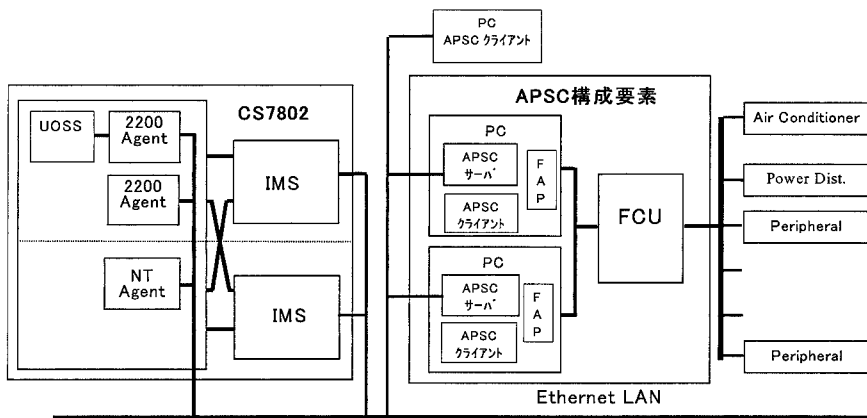 PC
APSC クライアント
CS7802
UOSS
2200
Agent
2200
Agent
NT
Agent
IMS
IMS
APSC構成要素
PC
APSC
サーバ
APSC
クライアント
F
A
P
PC
APSC
サーバ
APSC
クライアント
F
A
P
FCU
Air Conditioner
Power Dist.
Peripheral
Peripheral
Ethernet LAN